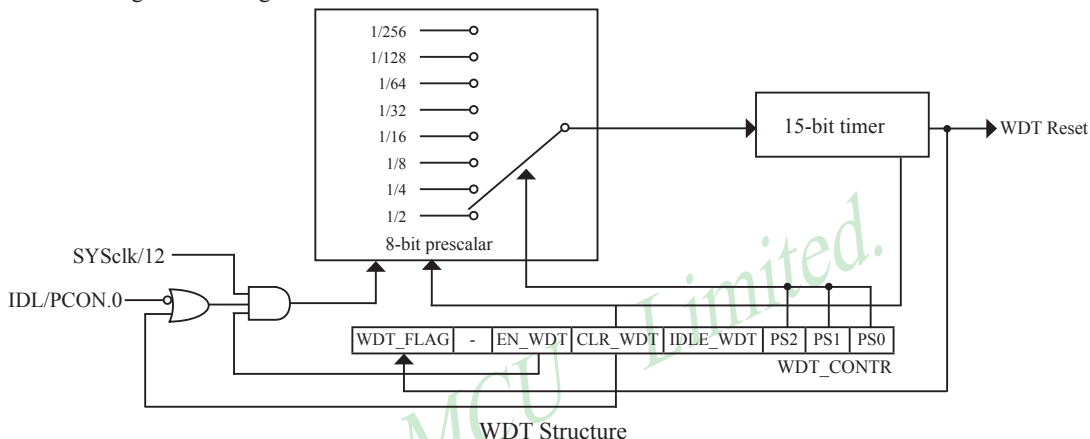 1/256
1/128
1/64
1/32
1/16
1/8
1/4
1/2
8-bit prescalar
15-bit timer
WDT Reset
SYSclk/12
IDL/PCON.0
WDT_FLAG - EN_WDT CLR_WDT IDLE_WDT PS2 PS1 PS0
WDT_CONTR
MCU Limited.
WDT Structure